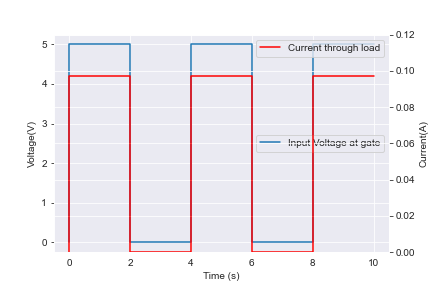 0.12
5
Current through load
0.10
4
0.08
3
Input Voltage at gate
0.06
Voltage(V)
Current(A)
2
0.04
1
0.02
0
0.00
0 2 4 6 8 10
Time (s)